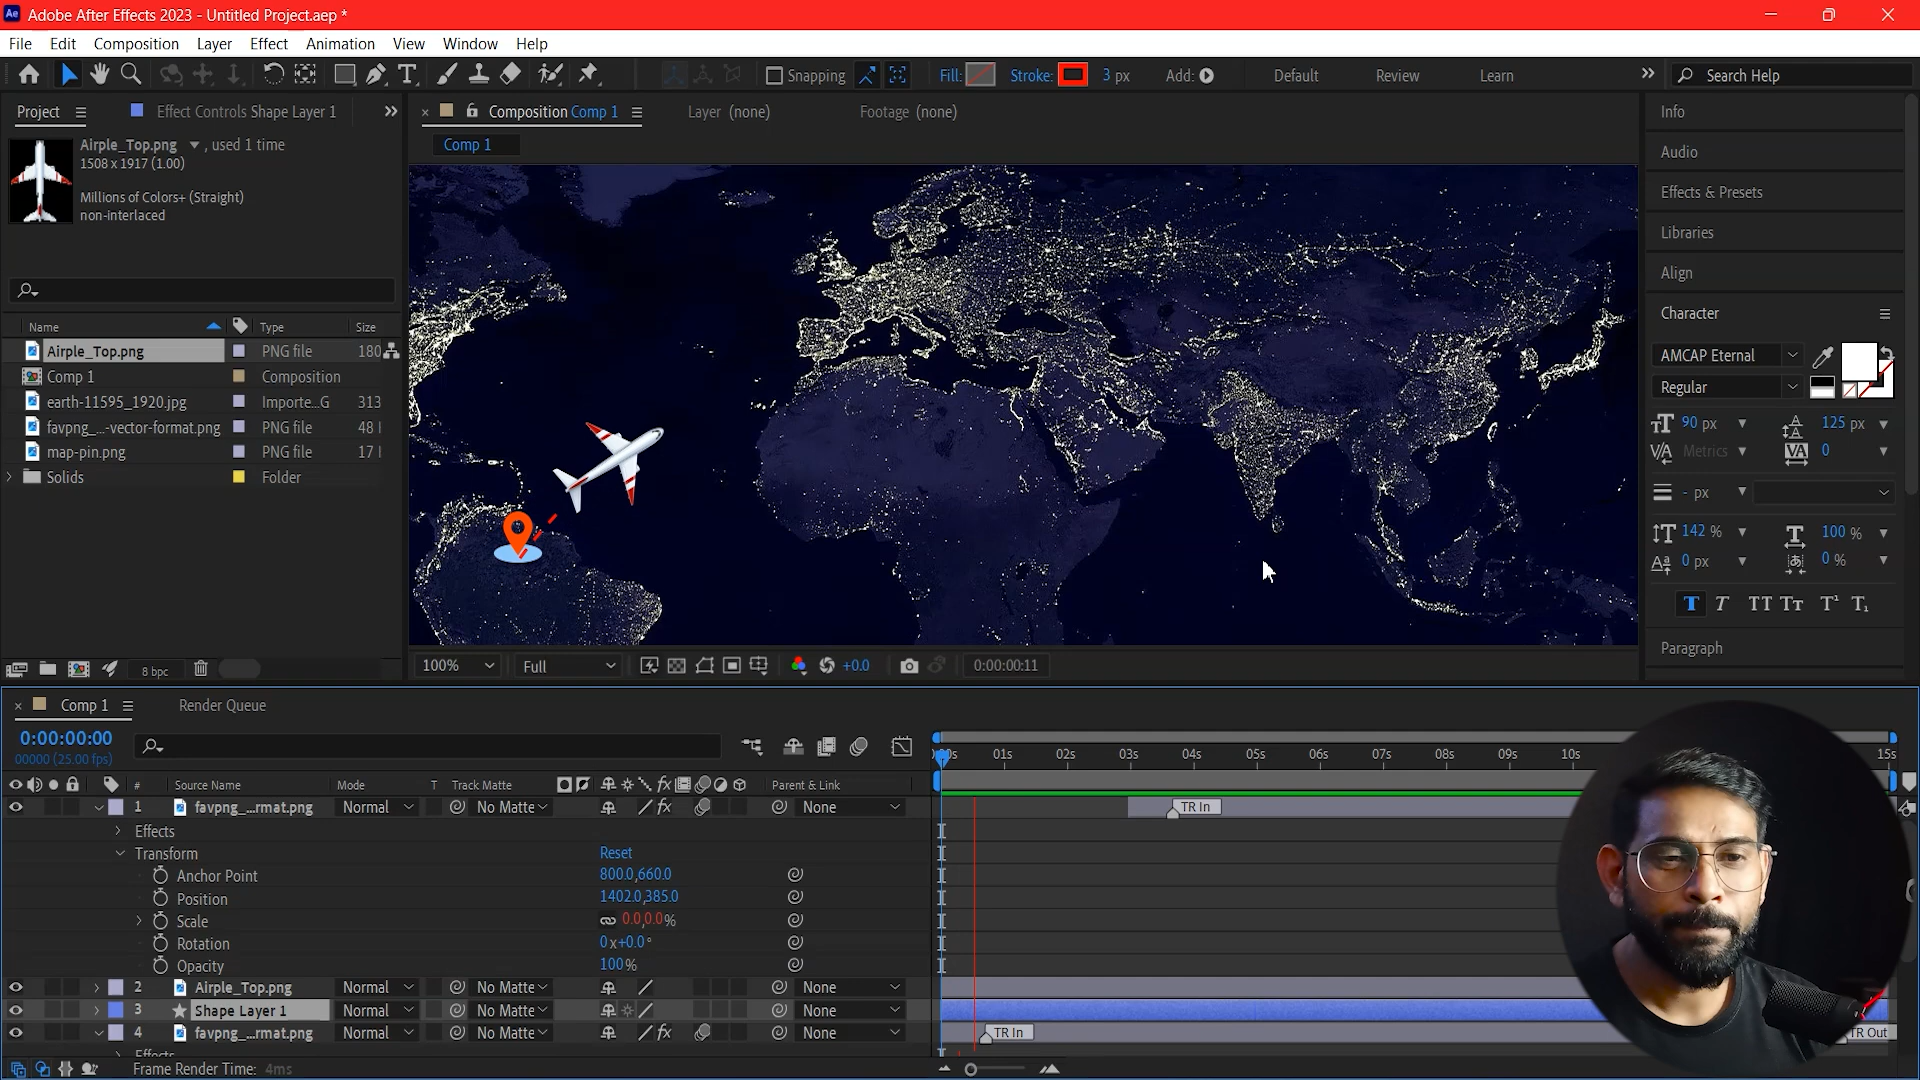 Ae Adobe After Effects 2023 - Untitled Project.aep *
File Edit Composition Layer Effect Animation View Window Help
Snapping Fill: Stroke: 3 px Add: Default Review Learn Search Help
Project Effect Controls Shape Layer 1
Composition Comp 1 Layer (none) Footage (none)
Comp 1
Airple_Top.png , used 1 time
1508 x 1917 (1.00)
Millions of Colors+ (Straight)
non-interlaced
Name Type Size
Airple_Top.png PNG file 180
Comp 1 Composition
earth-11595_1920.jpg Importe...G 313
favpng_...-vector-format.png PNG file 48
map-pin.png PNG file 17
Solids Folder
8 bpc
100% Full +0.0 0:00:00:11
Info
Audio
Effects & Presets
Libraries
Align
Character
AMCAP Eternal
Regular
90 px 125 px
Metrics 0
- px
142 % 100 %
0 px 0 %
T T TT Tт T¹ T₁
Paragraph
Comp 1 Render Queue
0:00:00:00
00000 (25.00 fps)
01s 02s 03s 04s 05s 06s 07s 08s 09s 10s 15s
# Source Name Mode T Track Matte Parent & Link
1 favpng_...rmat.png Normal No Matte None TR In
Effects
Transform Reset
Anchor Point 800.0,660.0
Position 1402.0,385.0
Scale 0.0,0.0%
Rotation 0x+0.0°
Opacity 100%
2 Airple_Top.png Normal No Matte None
3 Shape Layer 1 Normal No Matte None
4 favpng_...rmat.png Normal No Matte None TR In TR Out
Effects
Frame Render Time: 4ms